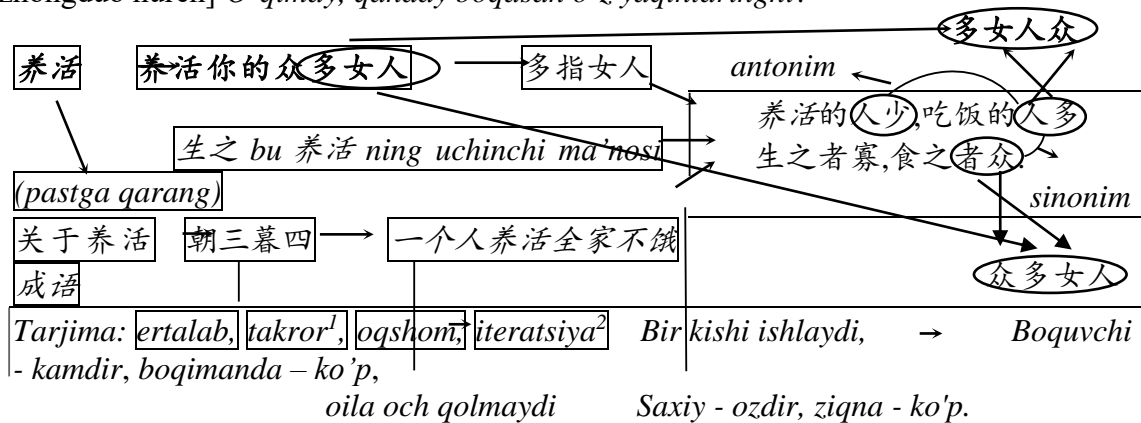 Zhongduo nǚrén] O'qimay, qanday boqasan o'z yaqinlaringni?
多女人众
养活 养活你的众多女人 多指女人 antonim
养活的人少,吃饭的人多
生之 bu 养活 ning uchinchi ma'nosi 生之者寡,食之者众.
(pastga qarang) sinonim
关于养活 朝三暮四 一个人养活全家不饿
成语 众多女人
Tarjima: ertalab, takror¹, oqshom, iteratsiya² Bir kishi ishlaydi, → Boquvchi
- kamdir, boqimanda – ko'p,
oila och qolmaydi Saxiy - ozdir, ziqna - ko'p.